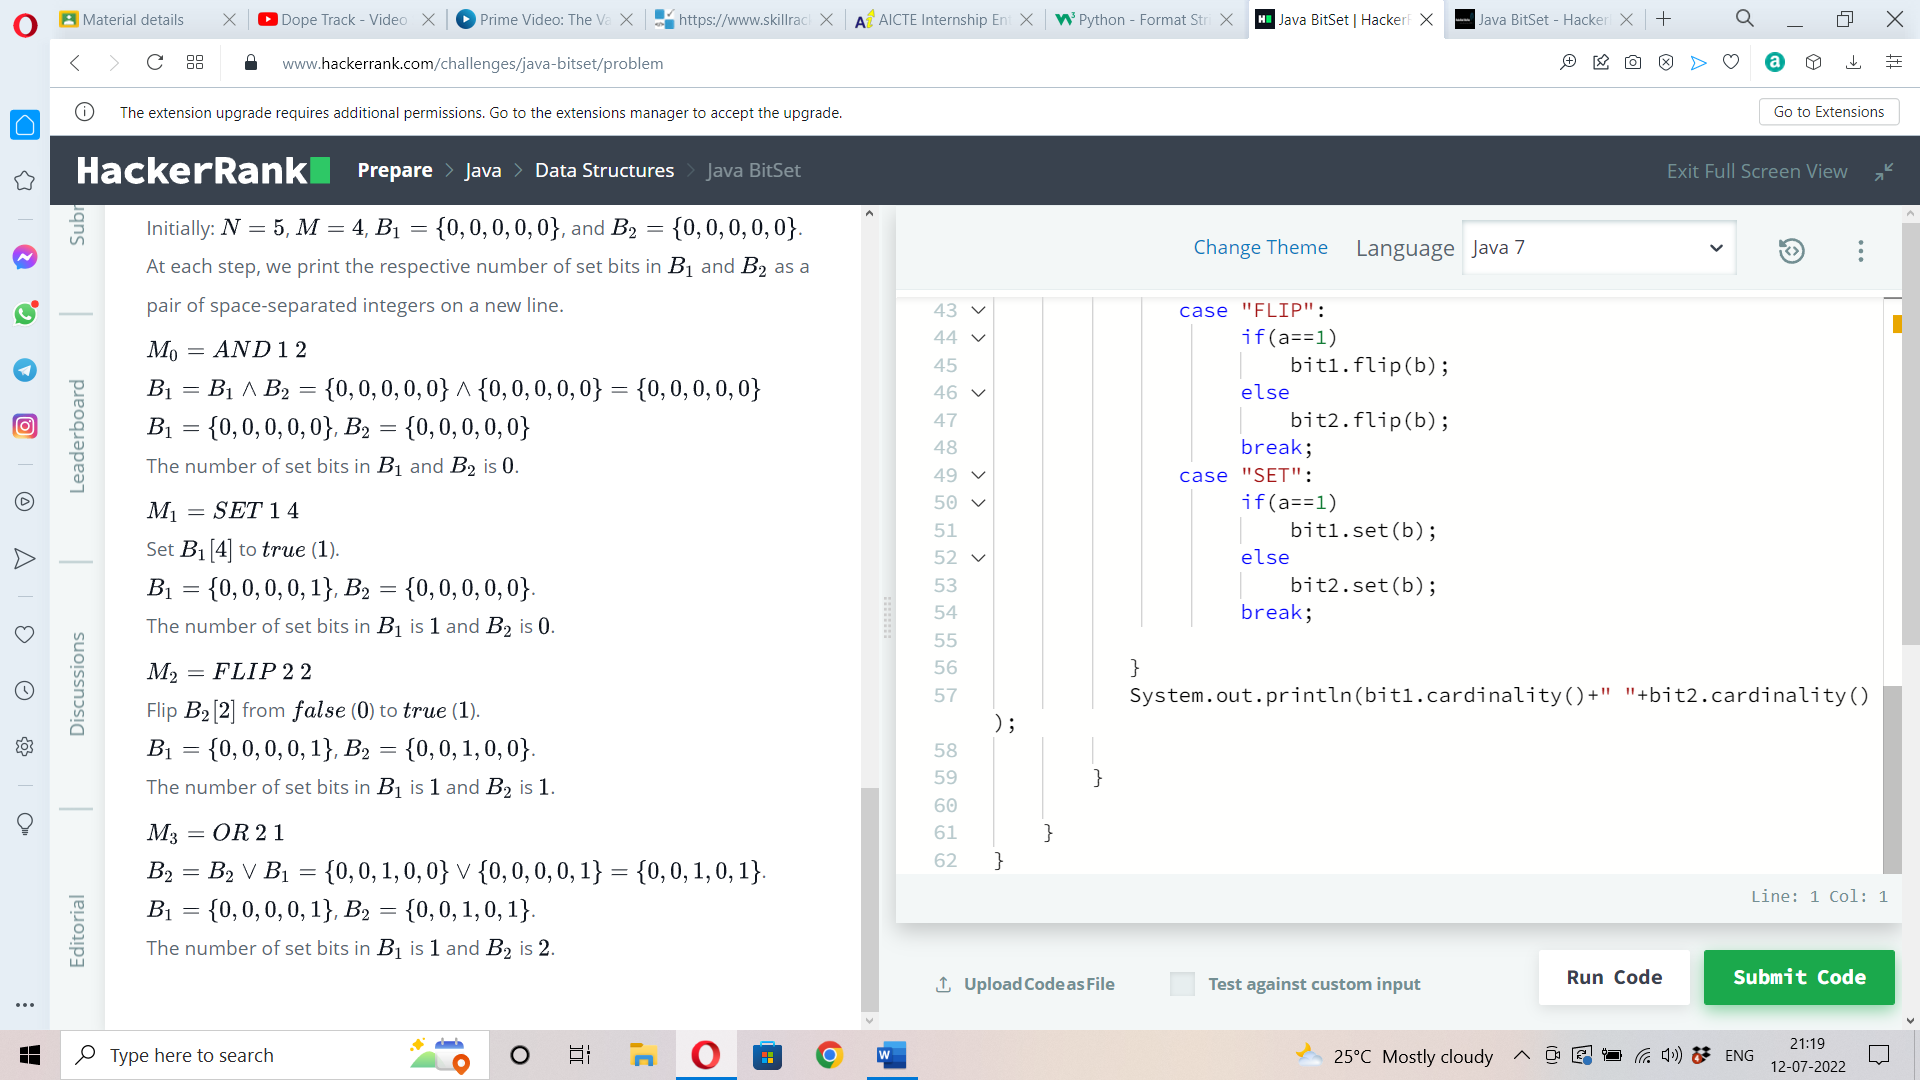 Material details
Dope Track - Video
Prime Video: The Va
https://www.skillrac
AICTE Internship En
Python - Format Str
Java BitSet | HackerR
Java BitSet - Hacker
www.hackerrank.com/challenges/java-bitset/problem
The extension upgrade requires additional permissions. Go to the extensions manager to accept the upgrade.
Go to Extensions
HackerRank
Prepare > Java > Data Structures > Java BitSet
Exit Full Screen View
Subr
Leaderboard
Discussions
Editorial
Initially: N = 5, M = 4, B₁ = {0, 0, 0, 0, 0}, and B₂ = {0, 0, 0, 0, 0}.
At each step, we print the respective number of set bits in B₁ and B₂ as a
pair of space-separated integers on a new line.
M₀ = AND 1 2
B₁ = B₁ ∧ B₂ = {0, 0, 0, 0, 0} ∧ {0, 0, 0, 0, 0} = {0, 0, 0, 0, 0}
B₁ = {0, 0, 0, 0, 0}, B₂ = {0, 0, 0, 0, 0}
The number of set bits in B₁ and B₂ is 0.
M₁ = SET 1 4
Set B₁[4] to true (1).
B₁ = {0, 0, 0, 0, 1}, B₂ = {0, 0, 0, 0, 0}.
The number of set bits in B₁ is 1 and B₂ is 0.
M₂ = FLIP 2 2
Flip B₂[2] from false (0) to true (1).
B₁ = {0, 0, 0, 0, 1}, B₂ = {0, 0, 1, 0, 0}.
The number of set bits in B₁ is 1 and B₂ is 1.
M₃ = OR 2 1
B₂ = B₂ ∨ B₁ = {0, 0, 1, 0, 0} ∨ {0, 0, 0, 0, 1} = {0, 0, 1, 0, 1}.
B₁ = {0, 0, 0, 0, 1}, B₂ = {0, 0, 1, 0, 1}.
The number of set bits in B₁ is 1 and B₂ is 2.
Change Theme Language Java 7
43 case "FLIP":
44 if(a==1)
45 bit1.flip(b);
46 else
47 bit2.flip(b);
48 break;
49 case "SET":
50 if(a==1)
51 bit1.set(b);
52 else
53 bit2.set(b);
54 break;
55
56 }
57 System.out.println(bit1.cardinality()+" "+bit2.cardinality()
);
58
59 }
60
61 }
62 }
Line: 1 Col: 1
Upload Code as File
Test against custom input
Run Code
Submit Code
Type here to search
25°C Mostly cloudy
ENG
21:19
12-07-2022